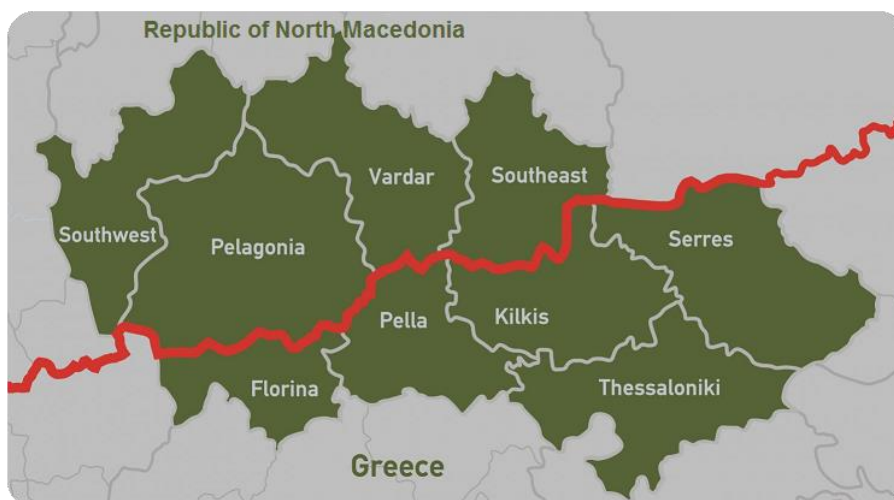 Republic of North Macedonia
Vardar
Southeast
Southwest
Pelagonia
Serres
Pella
Kilkis
Florina
Thessaloniki
Greece